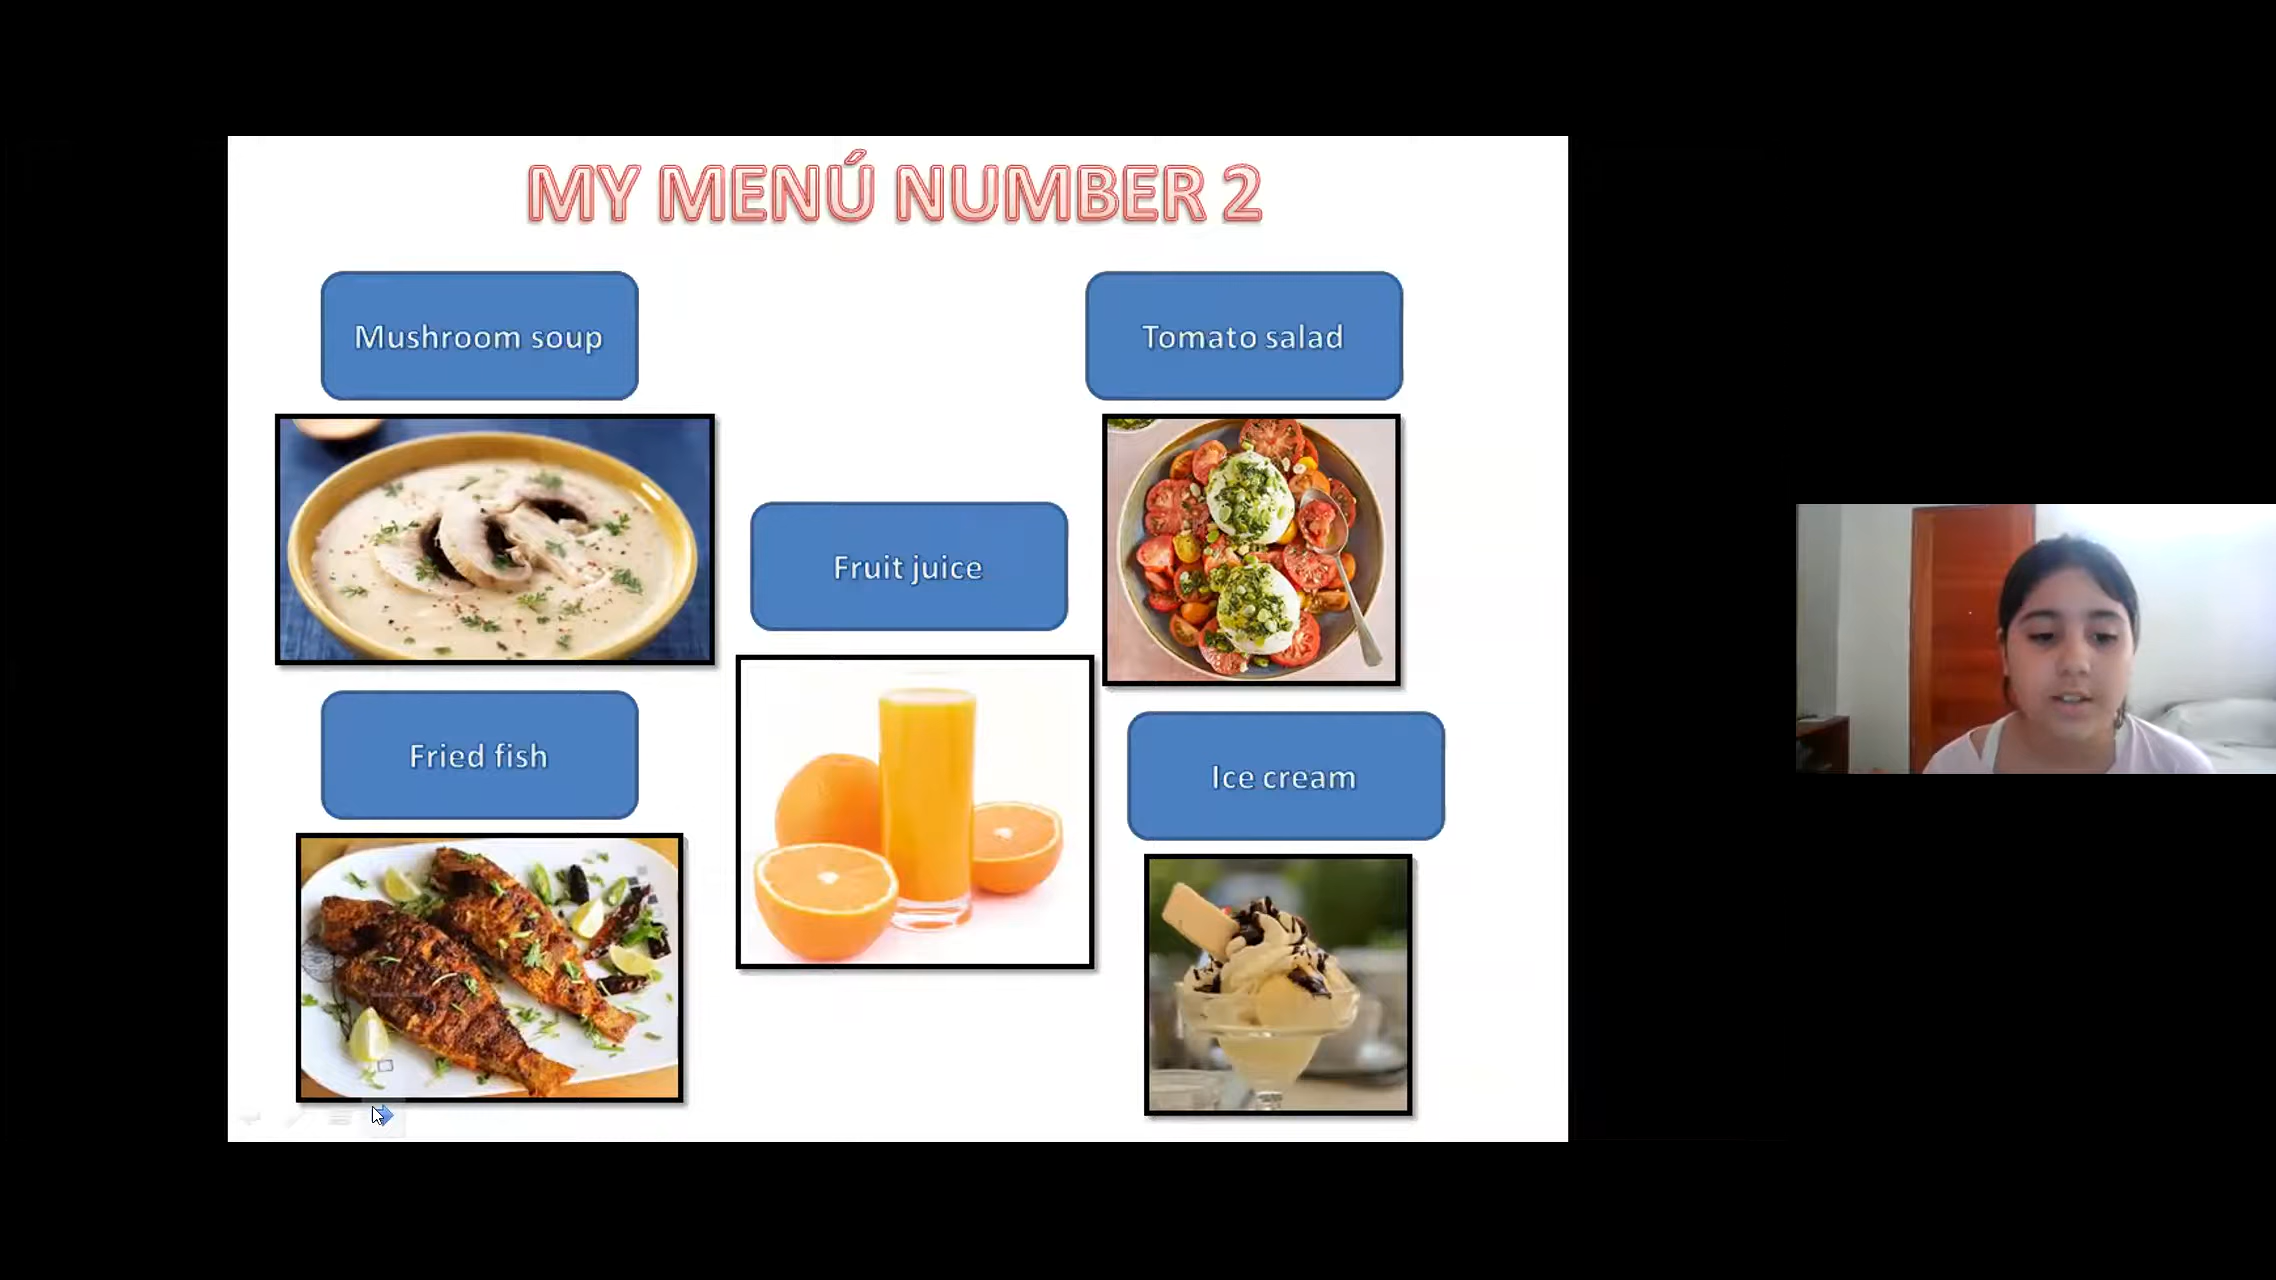 MY MENÚ NUMBER 2
Mushroom soup
Tomato salad
Fruit juice
Fried fish
Ice cream